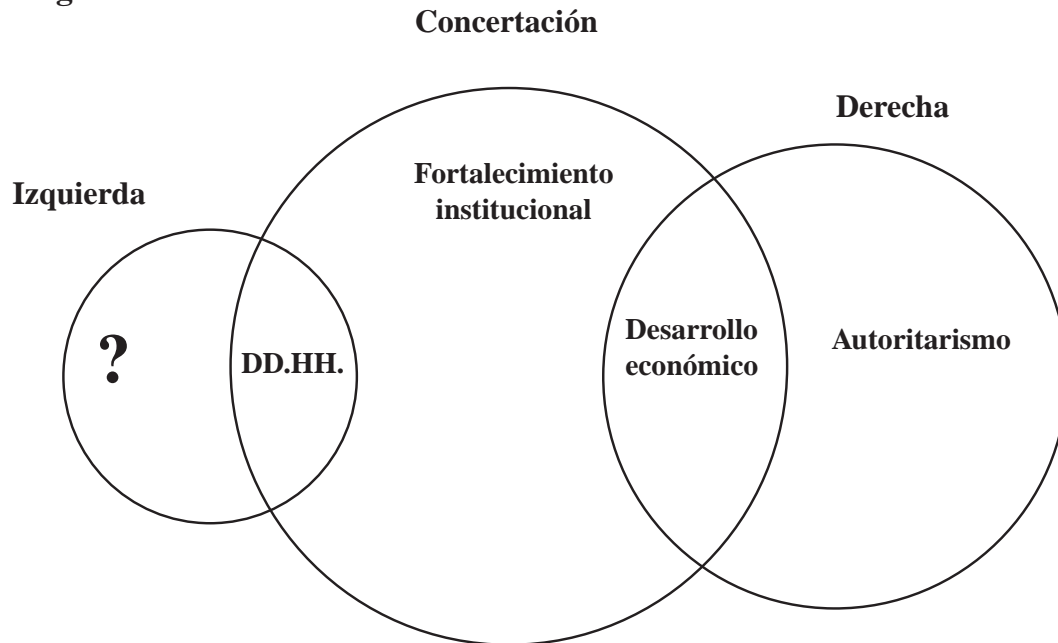 Concertación
Derecha
Izquierda
Fortalecimiento
institucional
?
DD.HH.
Desarrollo
económico
Autoritarismo